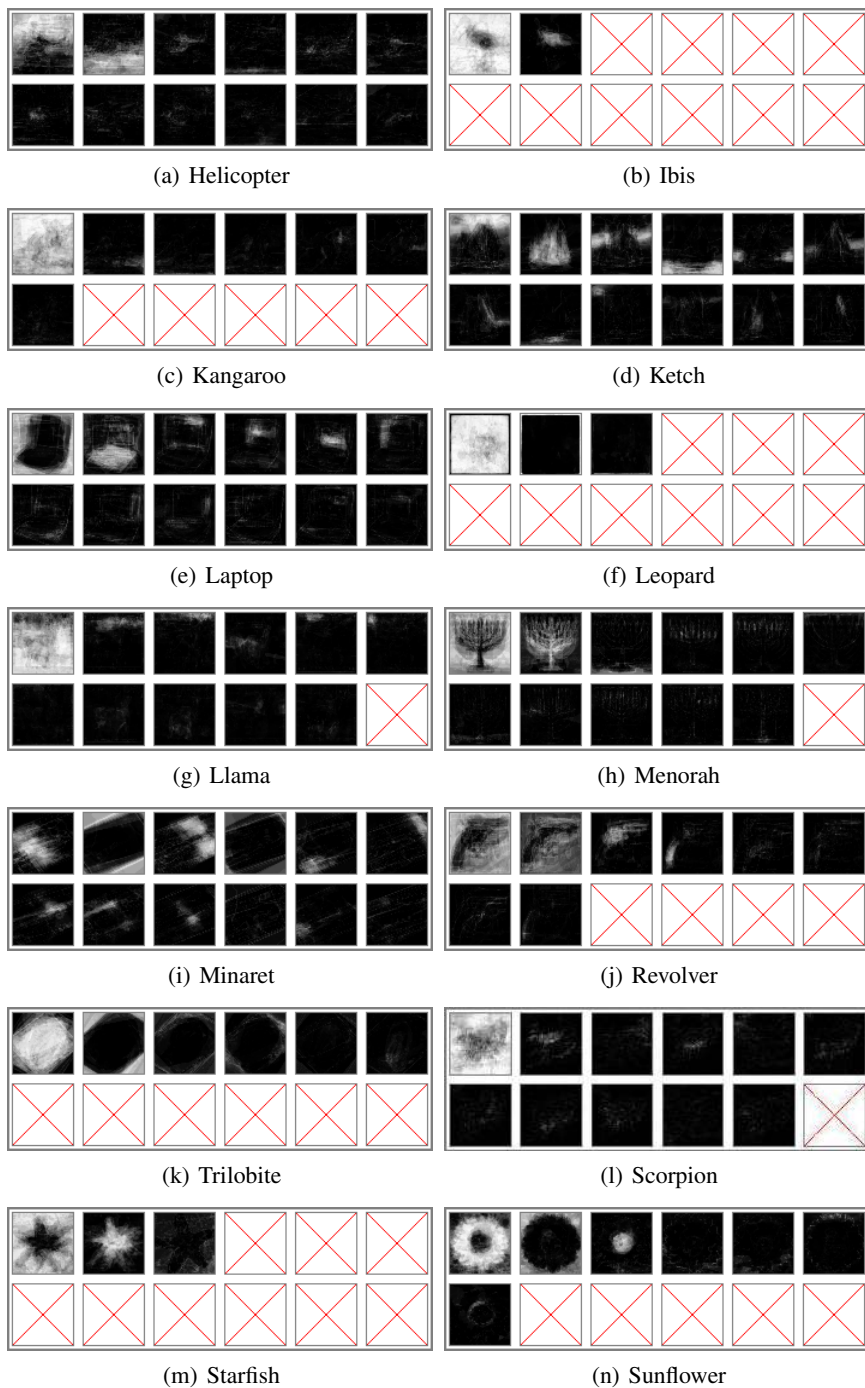 (a) Helicopter
(b) Ibis
(c) Kangaroo
(d) Ketch
(e) Laptop
(f) Leopard
(g) Llama
(h) Menorah
(i) Minaret
(j) Revolver
(k) Trilobite
(l) Scorpion
(m) Starfish
(n) Sunflower